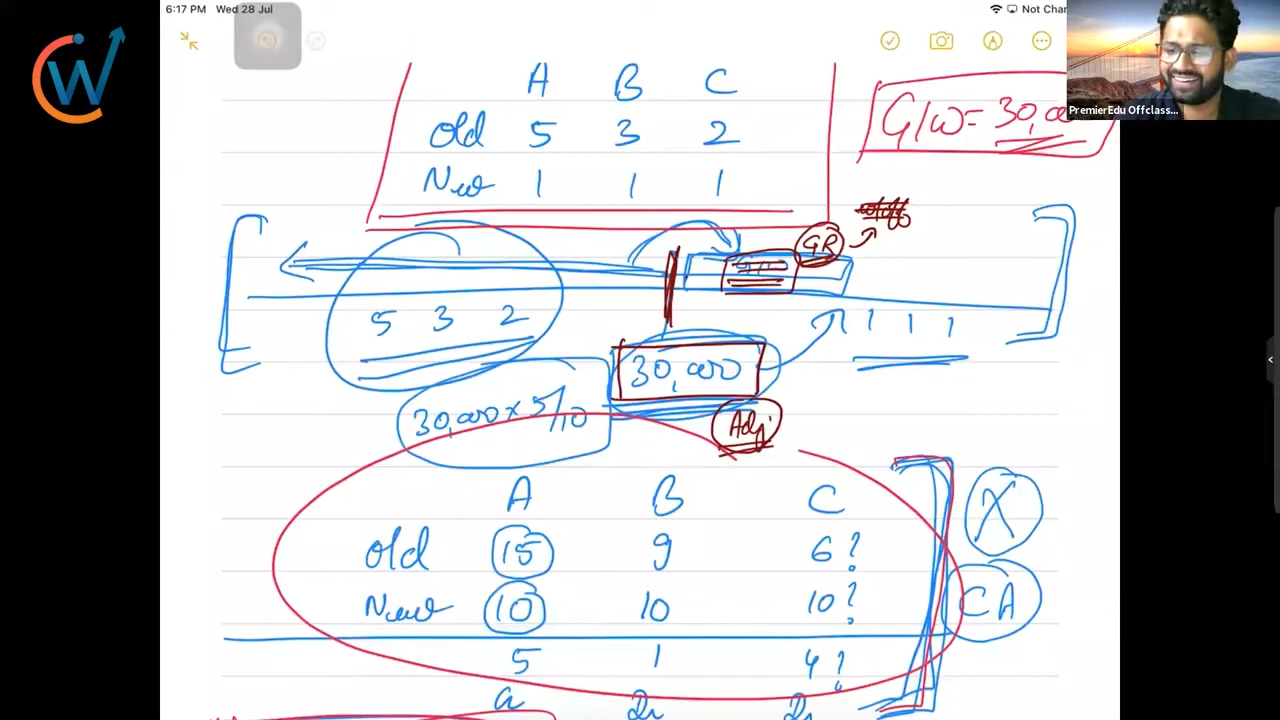 6:17 PM Wed 28 Jul
Not Char
PremierEdu Offclass...
W
A B C
Old 5 3 2
New 1 1 1
G/W = 30,000
GR
5 3 2
1 1 1
30,000
30,000 x 5/10
Adj.
A B C
Old 15 9 6?
New 10 10 10?
5 1 4?
X
CA